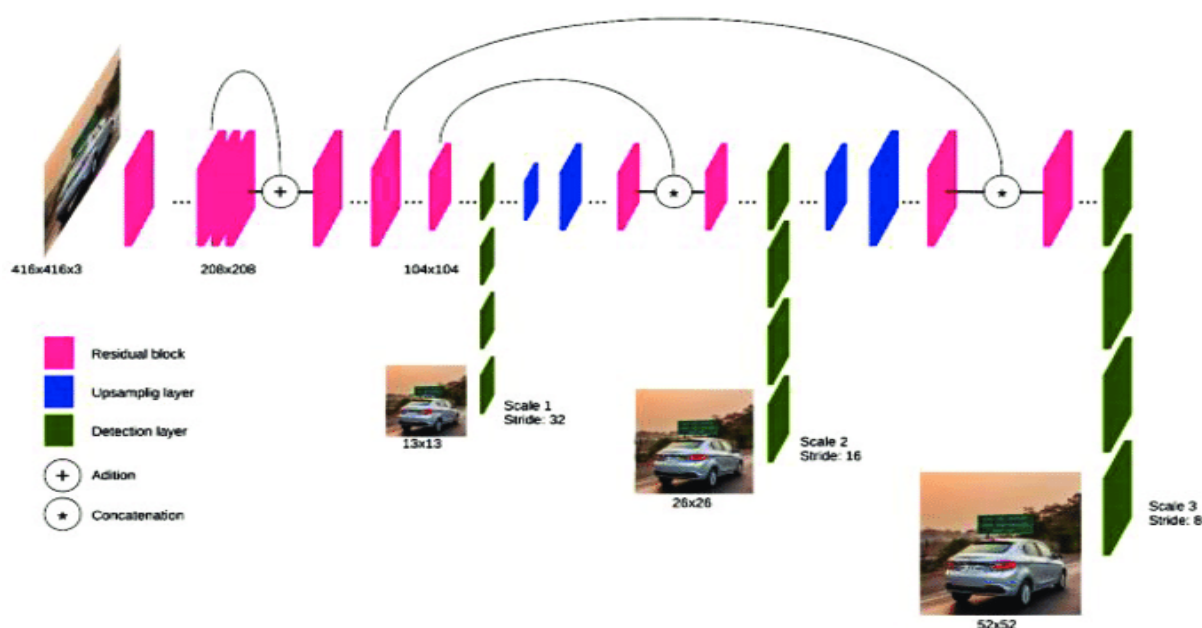 416x416x3
208x208
104x104
Residual block
Upsamplig layer
Detection layer
+
Adition
*
Concatenation
+
*
*
13x13
Scale 1
Stride: 32
26x26
Scale 2
Stride: 16
52x52
Scale 3
Stride: 8